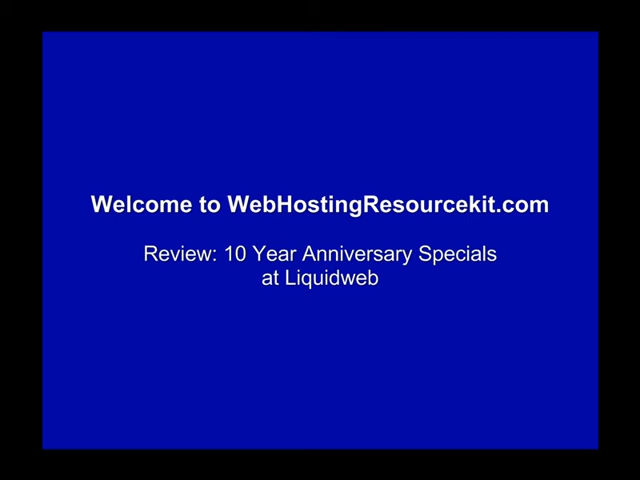 Welcome to WebHostingResourcekit.com
Review: 10 Year Anniversary Specials
at Liquidweb